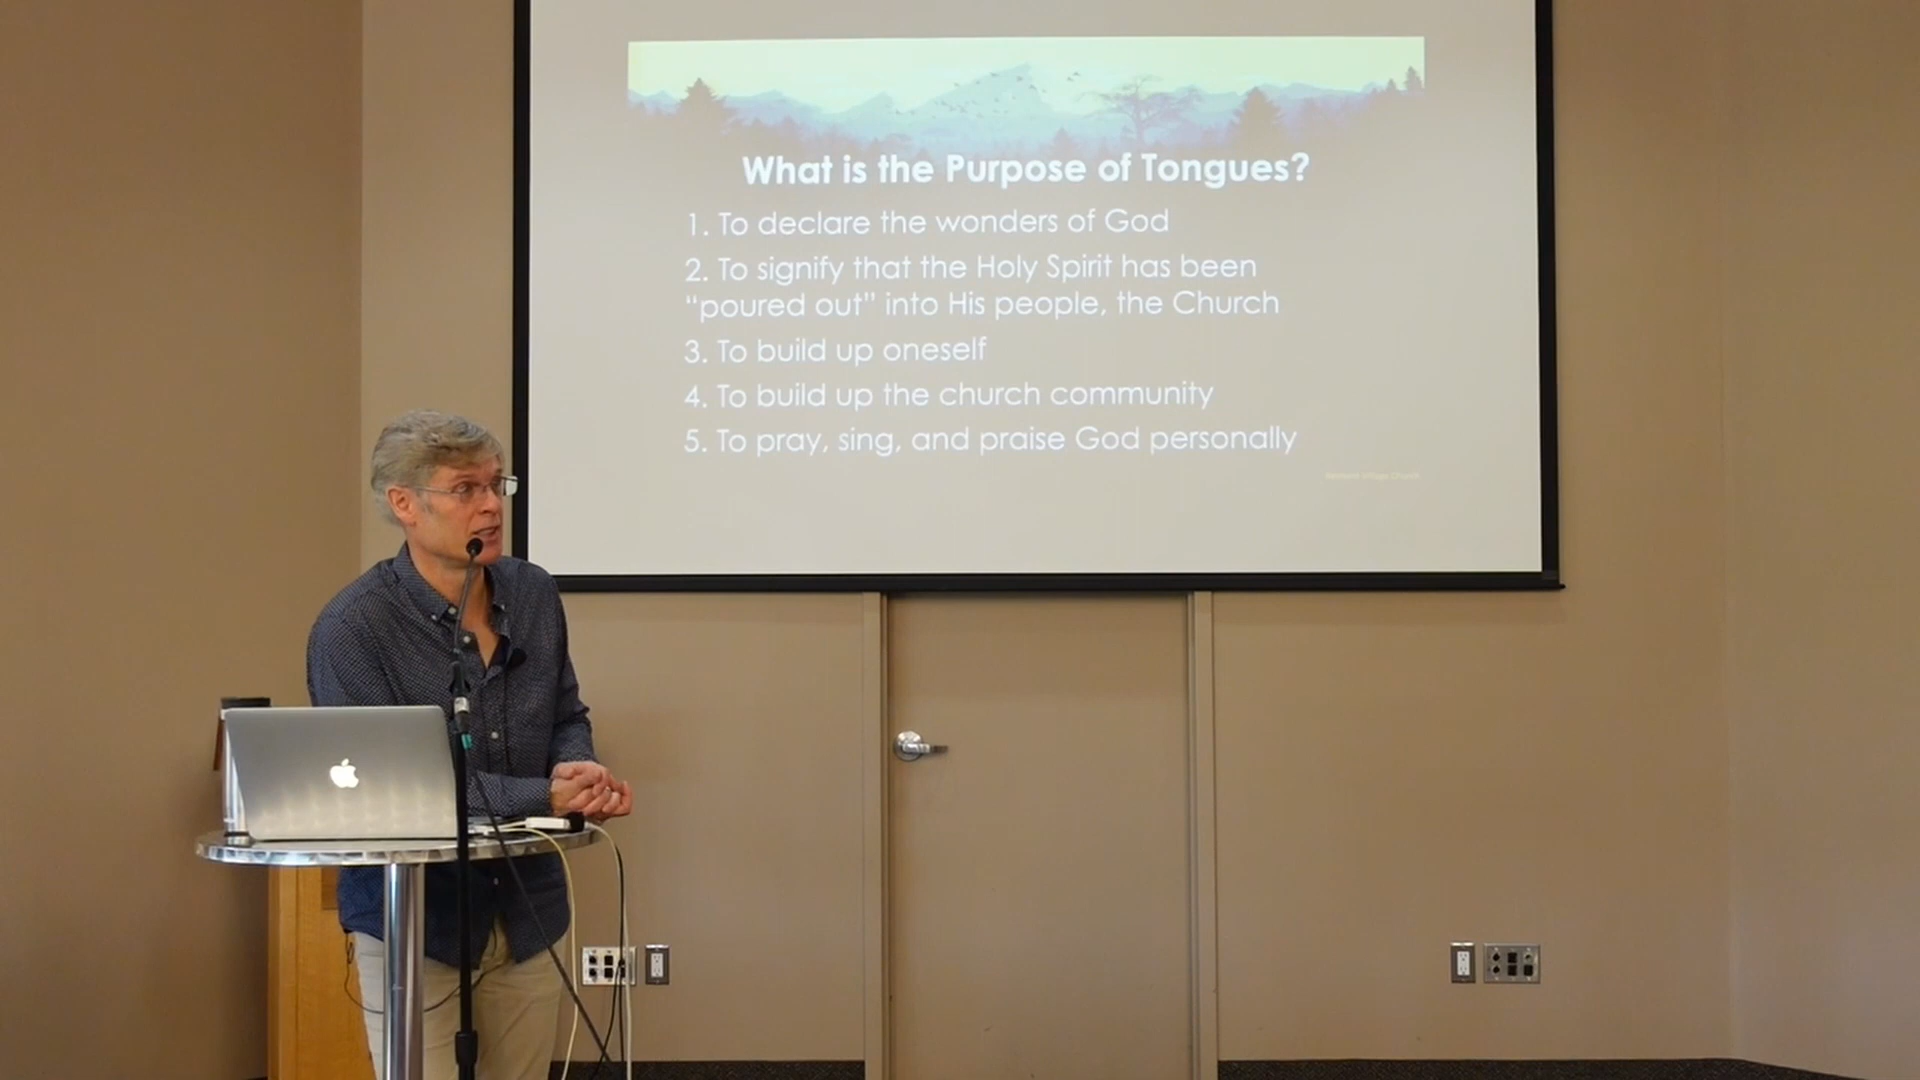 What is the Purpose of Tongues?
1. To declare the wonders of God
2. To signify that the Holy Spirit has been
“poured out” into His people, the Church
3. To build up oneself
4. To build up the church community
5. To pray, sing, and praise God personally
Village Church